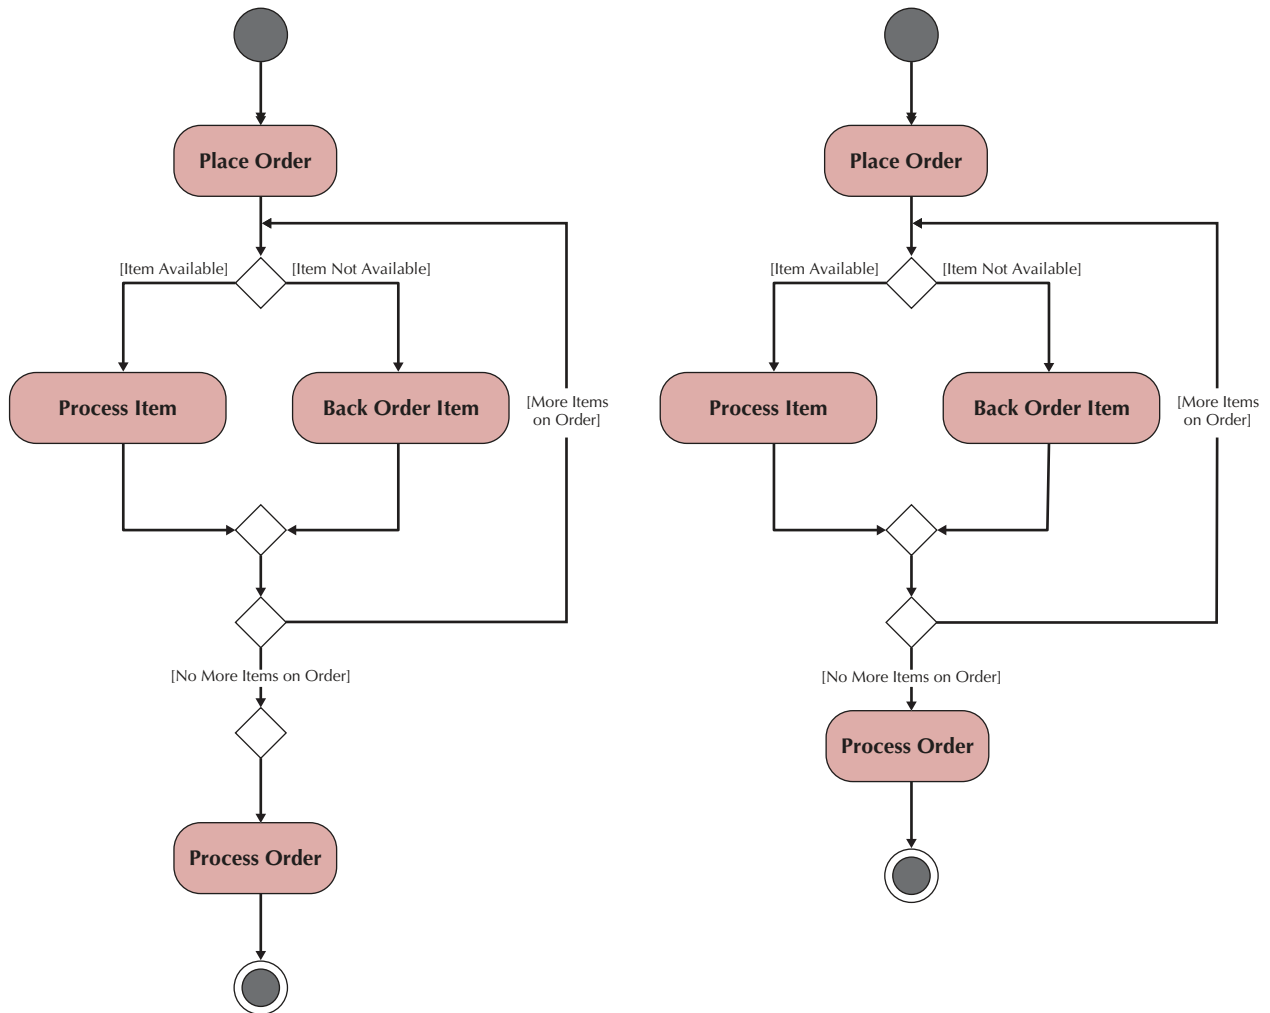 Place Order
[Item Available]
[Item Not Available]
Process Item
Back Order Item
[More Items
on Order]
[No More Items on Order]
Process Order
Place Order
[Item Available]
[Item Not Available]
Process Item
Back Order Item
[More Items
on Order]
[No More Items on Order]
Process Order